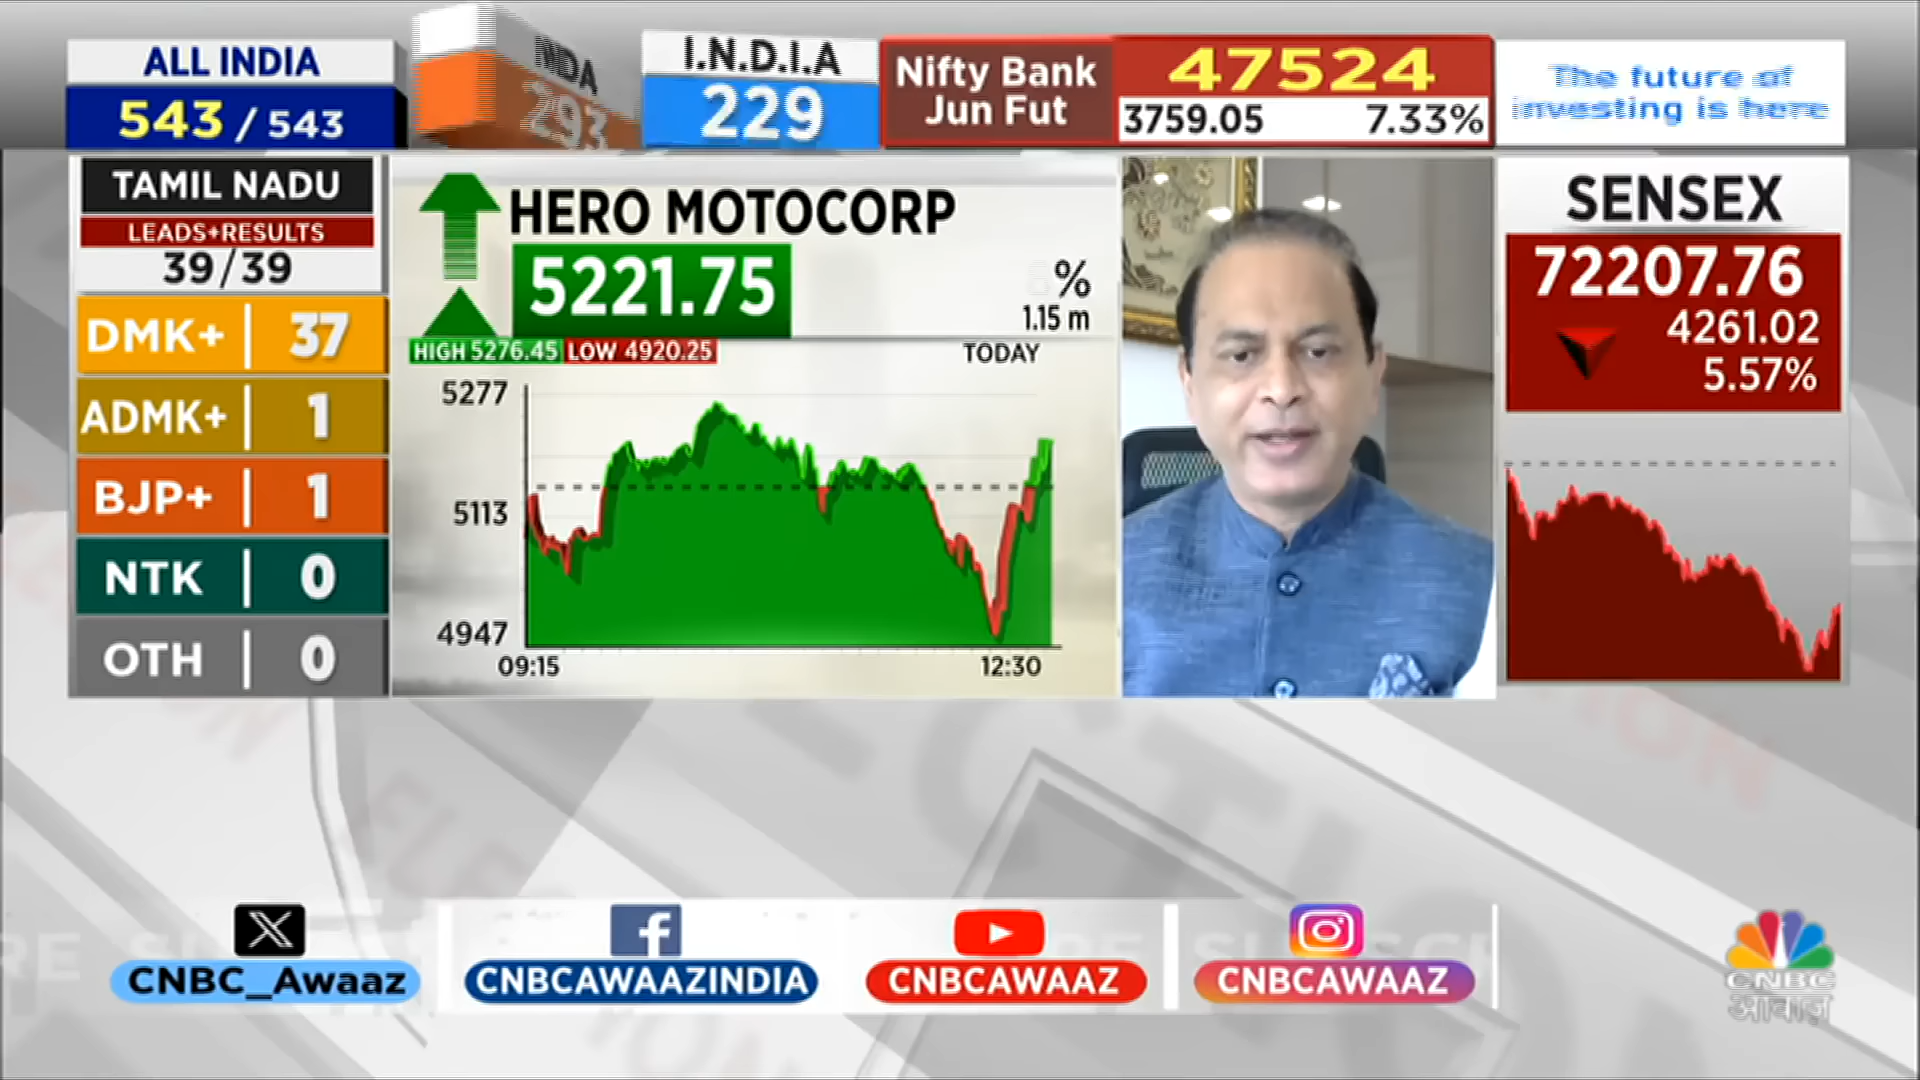 ALL INDIA
543 / 543
NDA
293
I.N.D.I.A
229
Nifty Bank
Jun Fut
47524
3759.05 7.33%
The future of
investing is here
TAMIL NADU
LEADS+RESULTS
39/39
DMK+ 37
ADMK+ 1
BJP+ 1
NTK 0
OTH 0
HERO MOTOCORP
5221.75
%
1.15 m
HIGH 5276.45 LOW 4920.25
TODAY
5277
5113
4947
09:15 12:30
SENSEX
72207.76
4261.02
5.57%
CNBC_Awaaz
CNBCAWAAZINDIA
CNBCAWAAZ
CNBCAWAAZ
CNBC
आवाज़